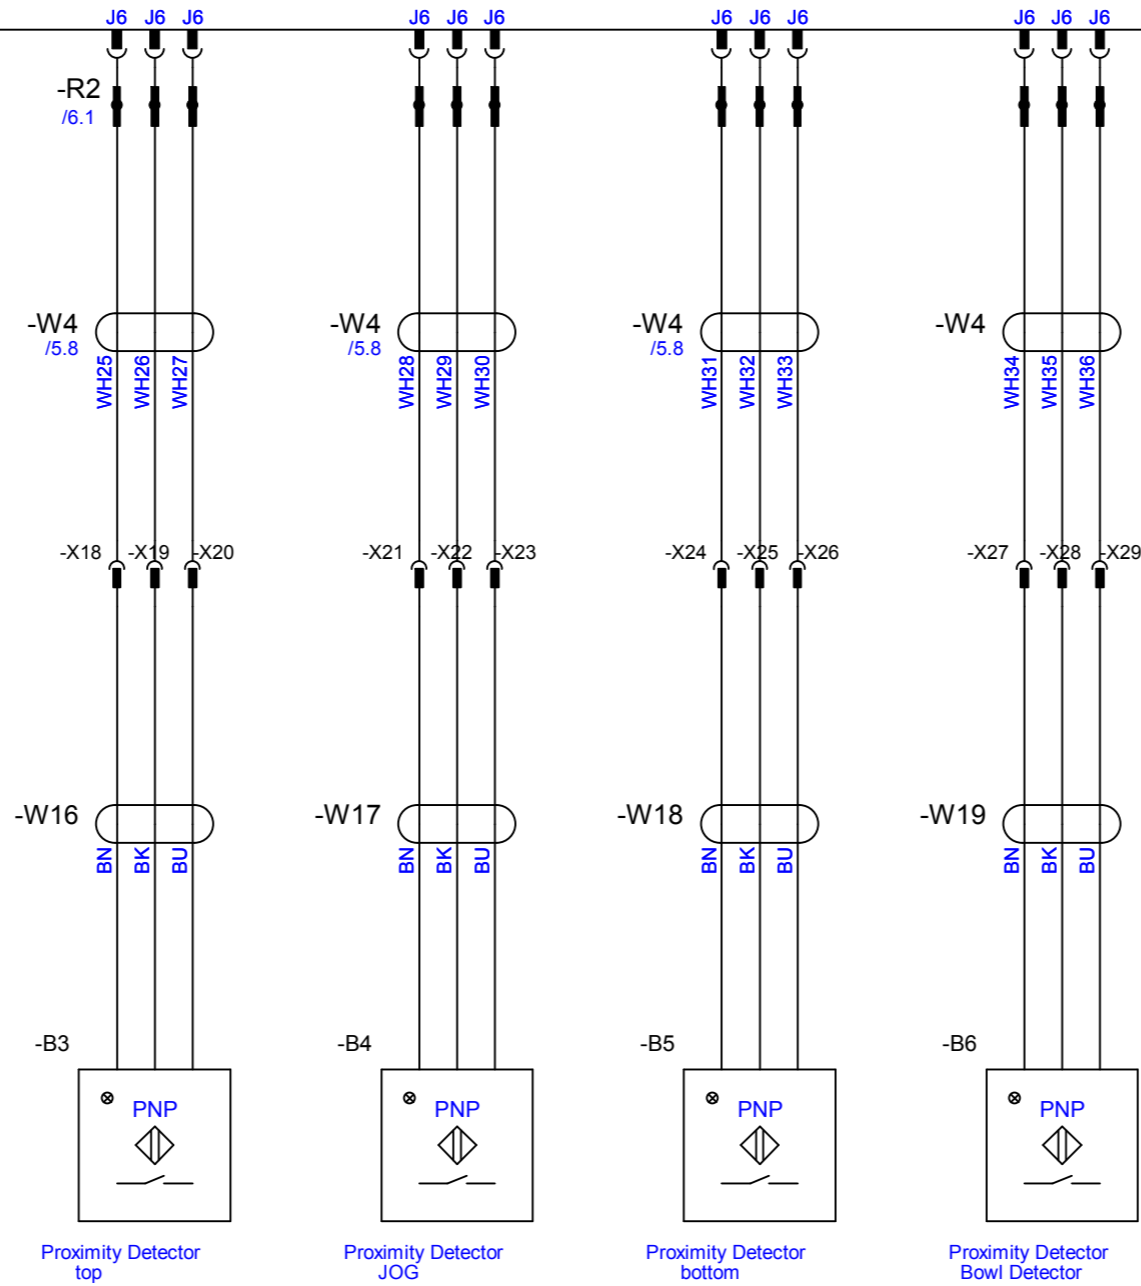 J6 J6 J6 J6 J6 J6 J6 J6 J6 J6 J6 J6
-R2
/6.1
-W4 -W4 -W4 -W4
/5.8 /5.8 /5.8
WH25 WH26 WH27 WH28 WH29 WH30 WH31 WH32 WH33 WH34 WH35 WH36
-X18 -X19 -X20 -X21 -X22 -X23 -X24 -X25 -X26 -X27 -X28 -X29
-W16 -W17 -W18 -W19
BN BK BU BN BK BU BN BK BU BN BK BU
-B3 -B4 -B5 -B6
PNP PNP PNP PNP
Proximity Detector Proximity Detector Proximity Detector Proximity Detector
top JOG bottom Bowl Detector